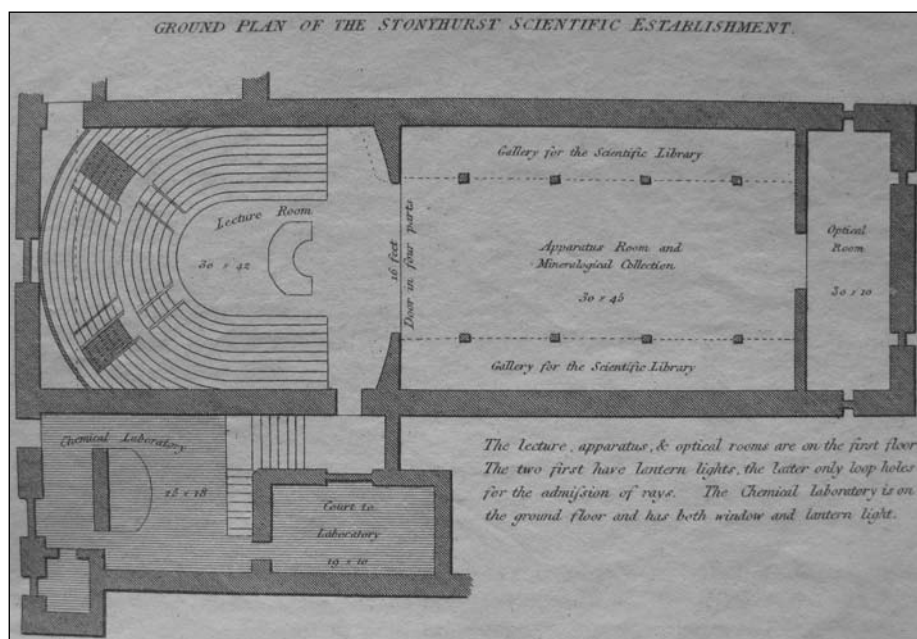 GROUND PLAN OF THE STONYHURST SCIENTIFIC ESTABLISHMENT.
Gallery for the Scientific Library
Lecture Room
30 x 42
16 feet
Door in four parts
Apparatus Room and
Mineralogical Collection
30 x 45
Optical
Room
30 x 10
Gallery for the Scientific Library
Chemical Laboratory
25 x 18
Court to
Laboratory
19 x 10
The lecture, apparatus, & optical rooms are on the first floor
The two first have lantern lights, the latter only loop holes
for the admiſsion of rays. The Chemical laboratory is on
the ground floor and has both window and lantern light.